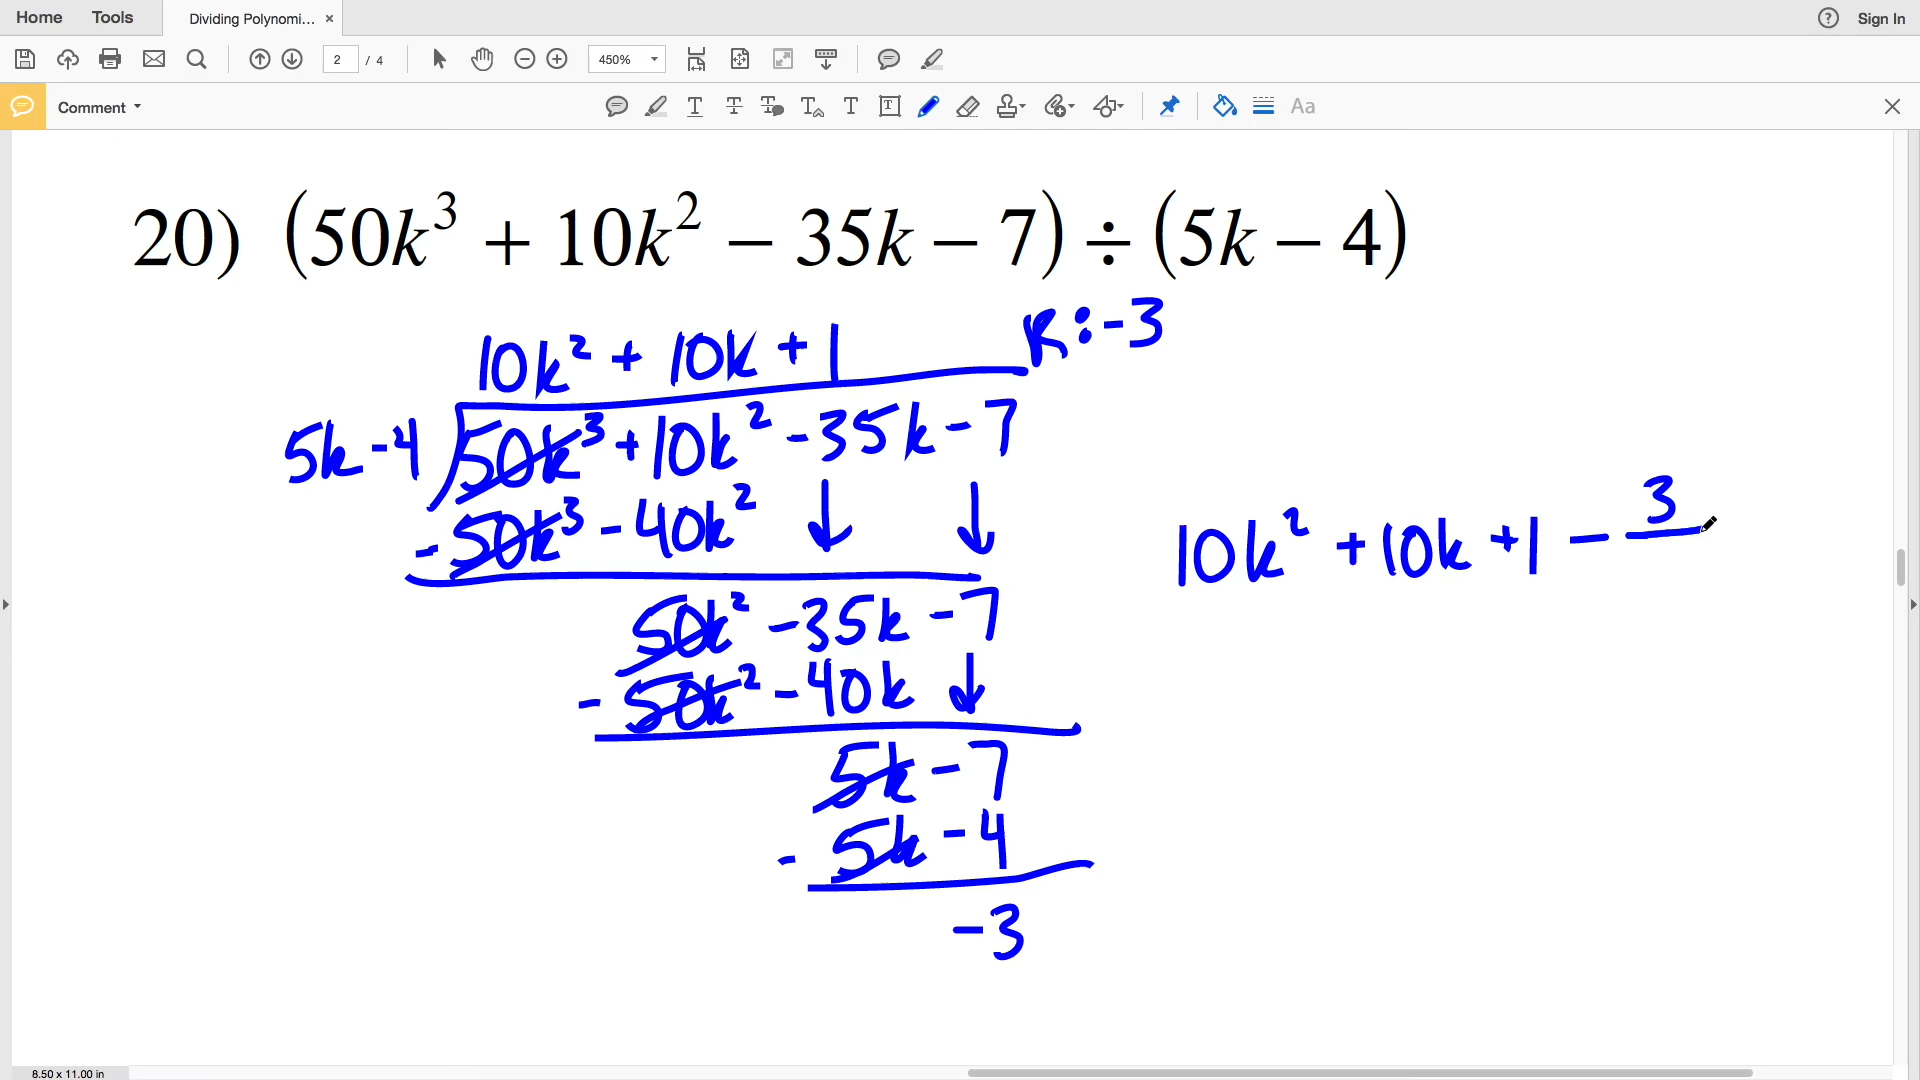 Home Tools Dividing Polynomi... × ? Sign In
2 / 4 450%
Comment T T T T T T Aa
20) (50k³ + 10k² − 35k − 7) ÷ (5k − 4)
10k² + 10k + 1 R: -3
5k - 4 50k³ + 10k² - 35k - 7
- 50k³ - 40k²
10k² + 10k + 1 - 3
50k² - 35k - 7
- 50k² - 40k
5k - 7
- 5k - 4
-3
8.50 x 11.00 in